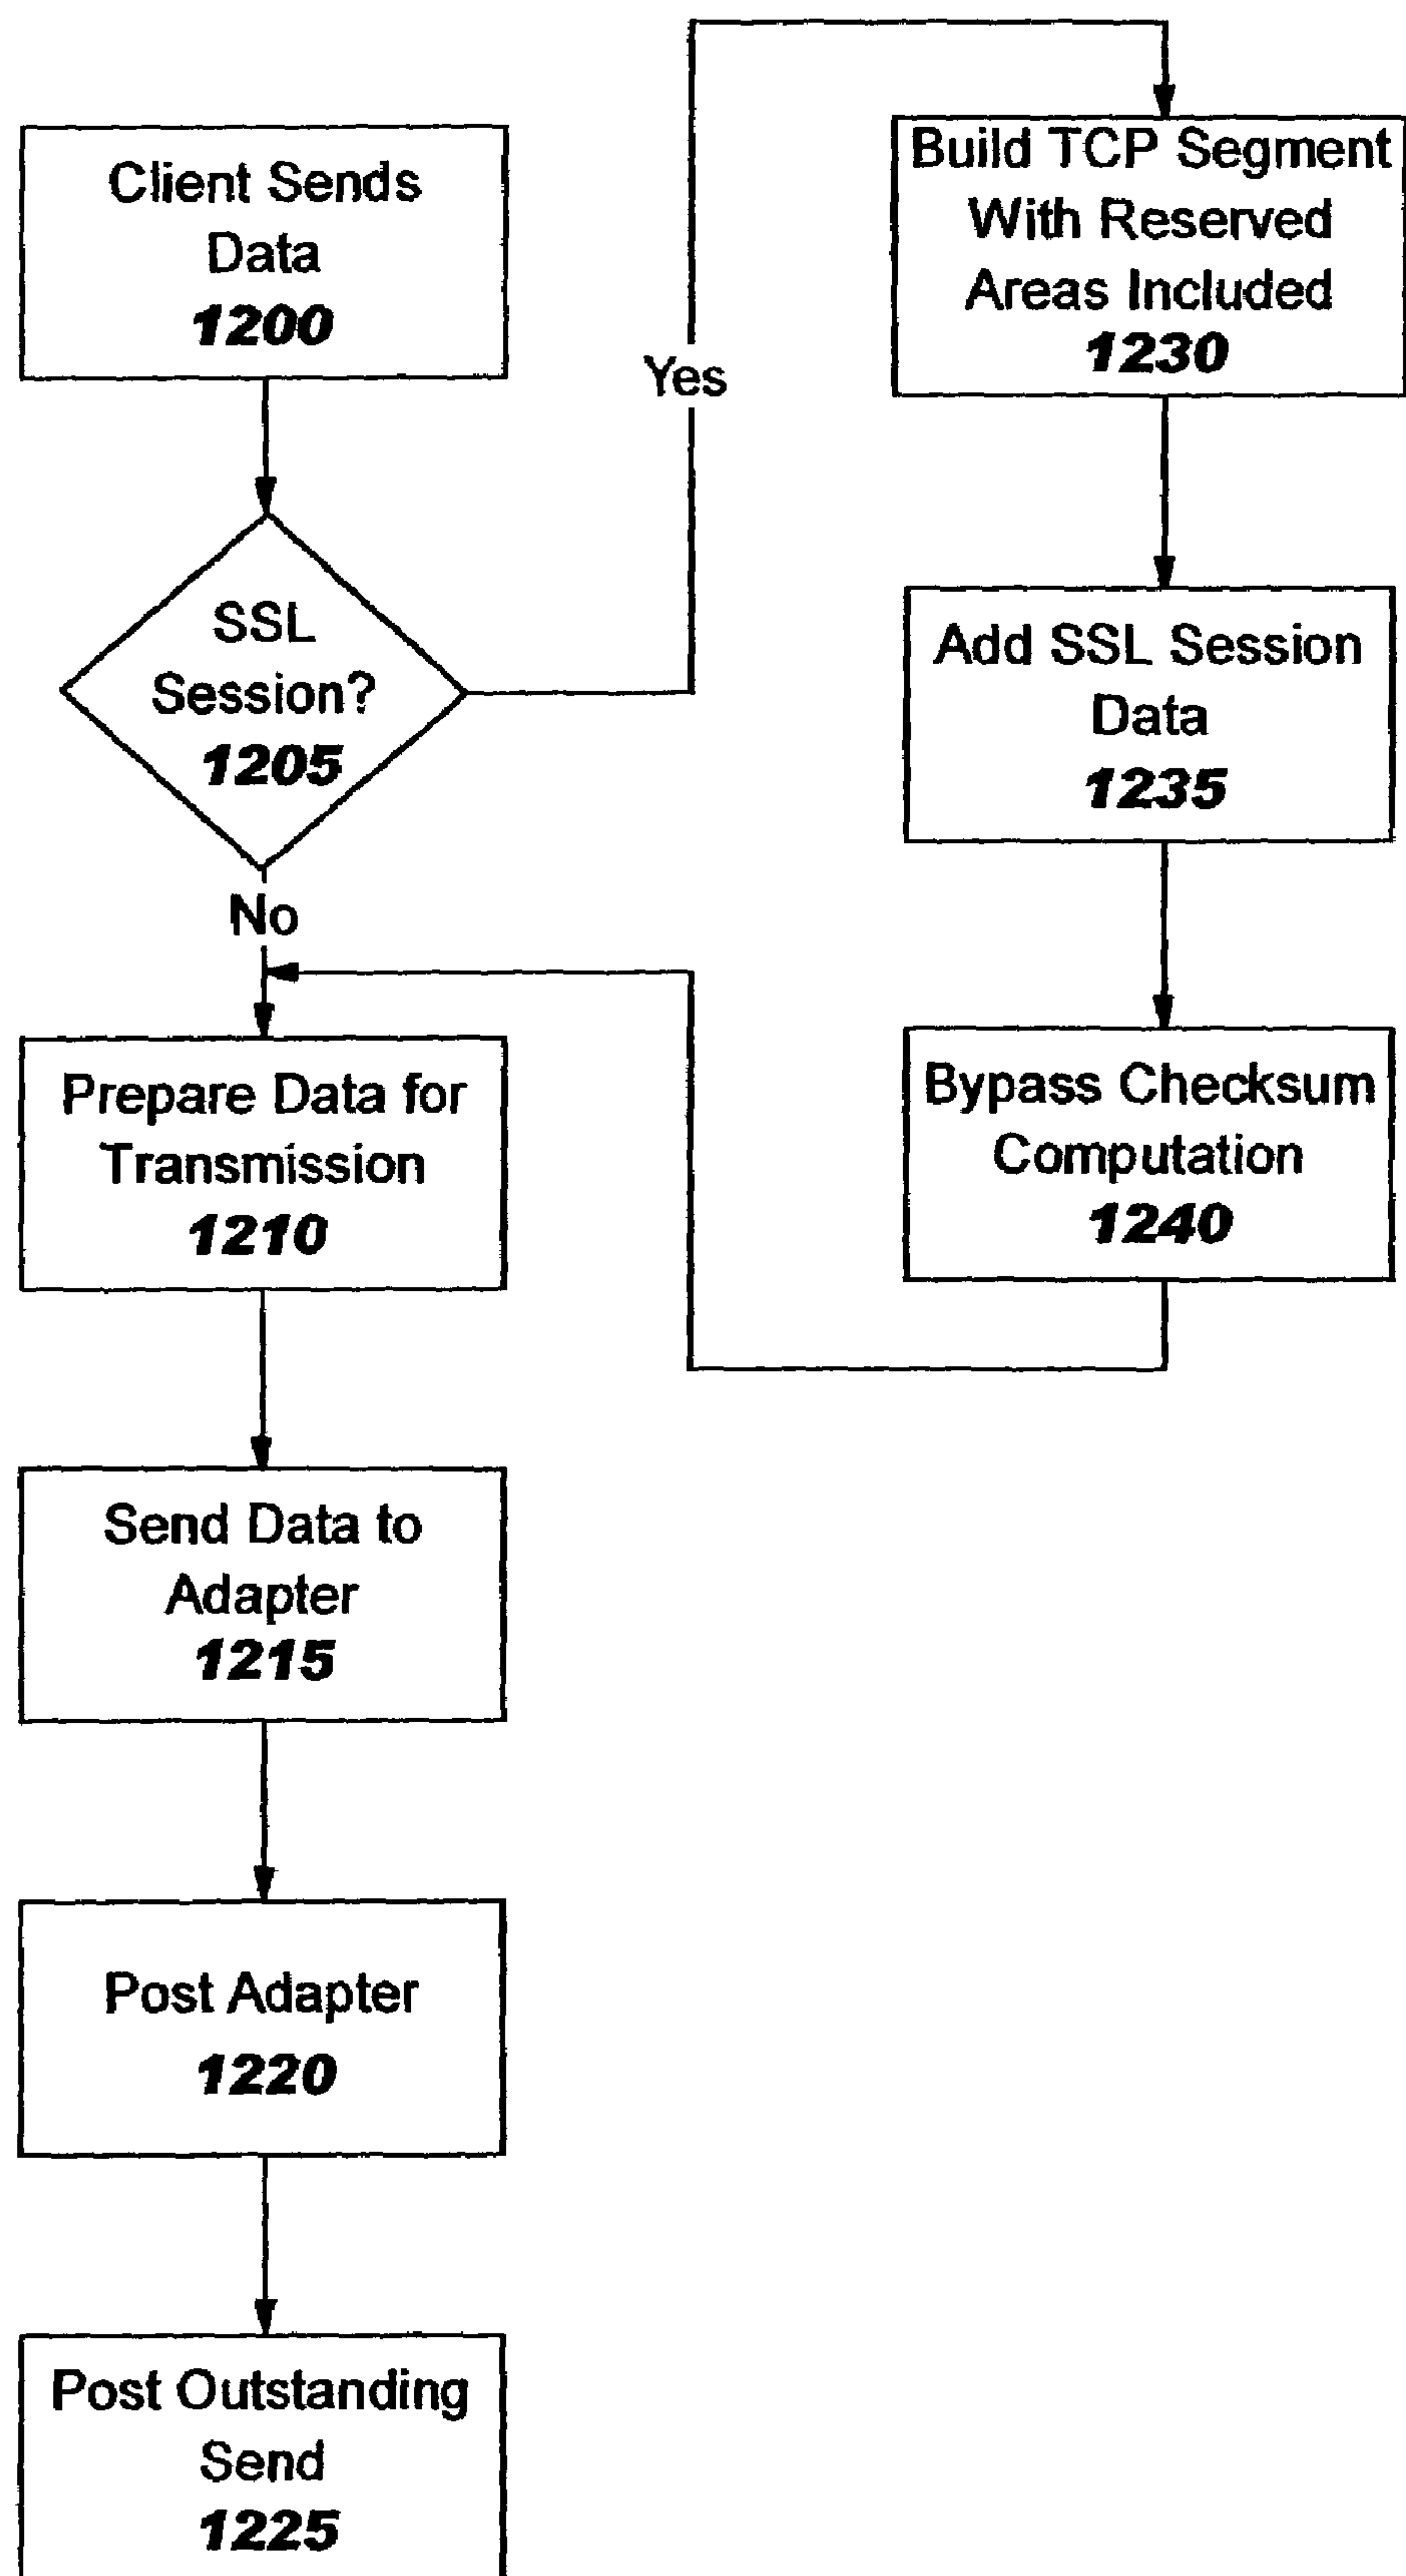 Client Sends
Data
1200
SSL
Session?
1205
Yes
No
Prepare Data for
Transmission
1210
Send Data to
Adapter
1215
Post Adapter
1220
Post Outstanding
Send
1225
Build TCP Segment
With Reserved
Areas Included
1230
Add SSL Session
Data
1235
Bypass Checksum
Computation
1240